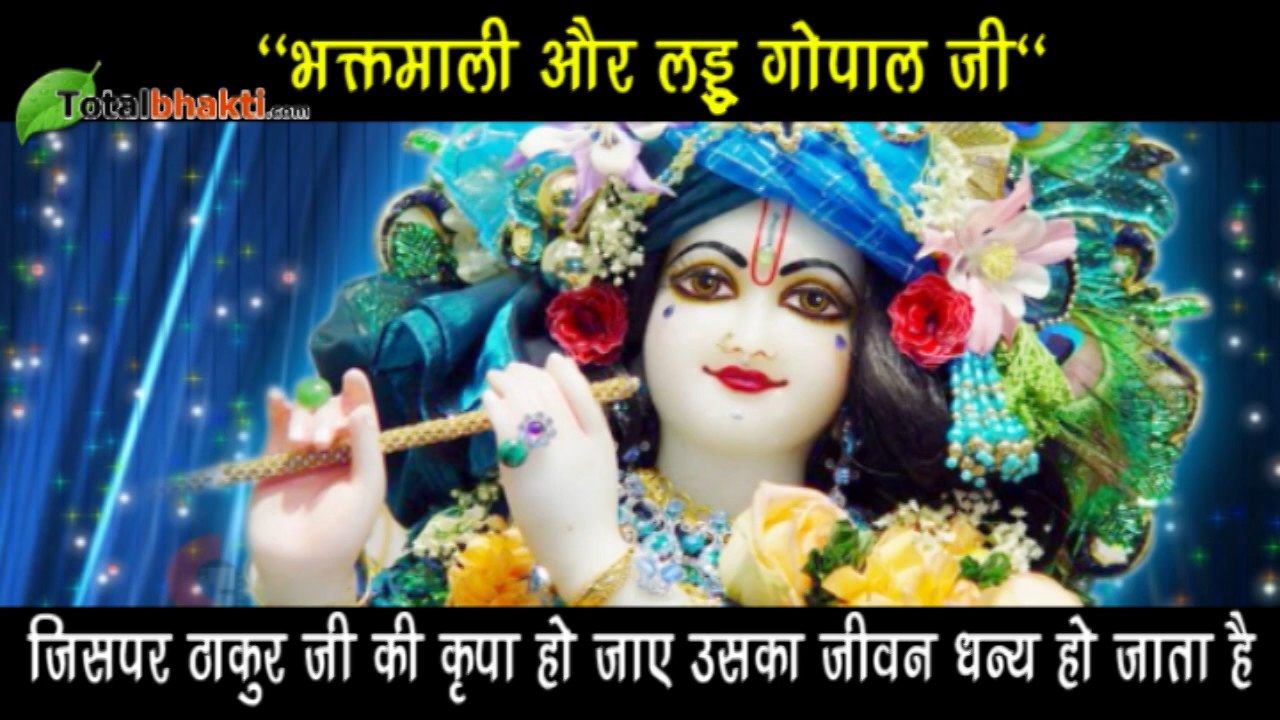 “भक्तमाली और लड्डू गोपाल जी“
Totalbhakti.com
जिसपर ठाकुर जी की कृपा हो जाए उसका जीवन धन्य हो जाता है